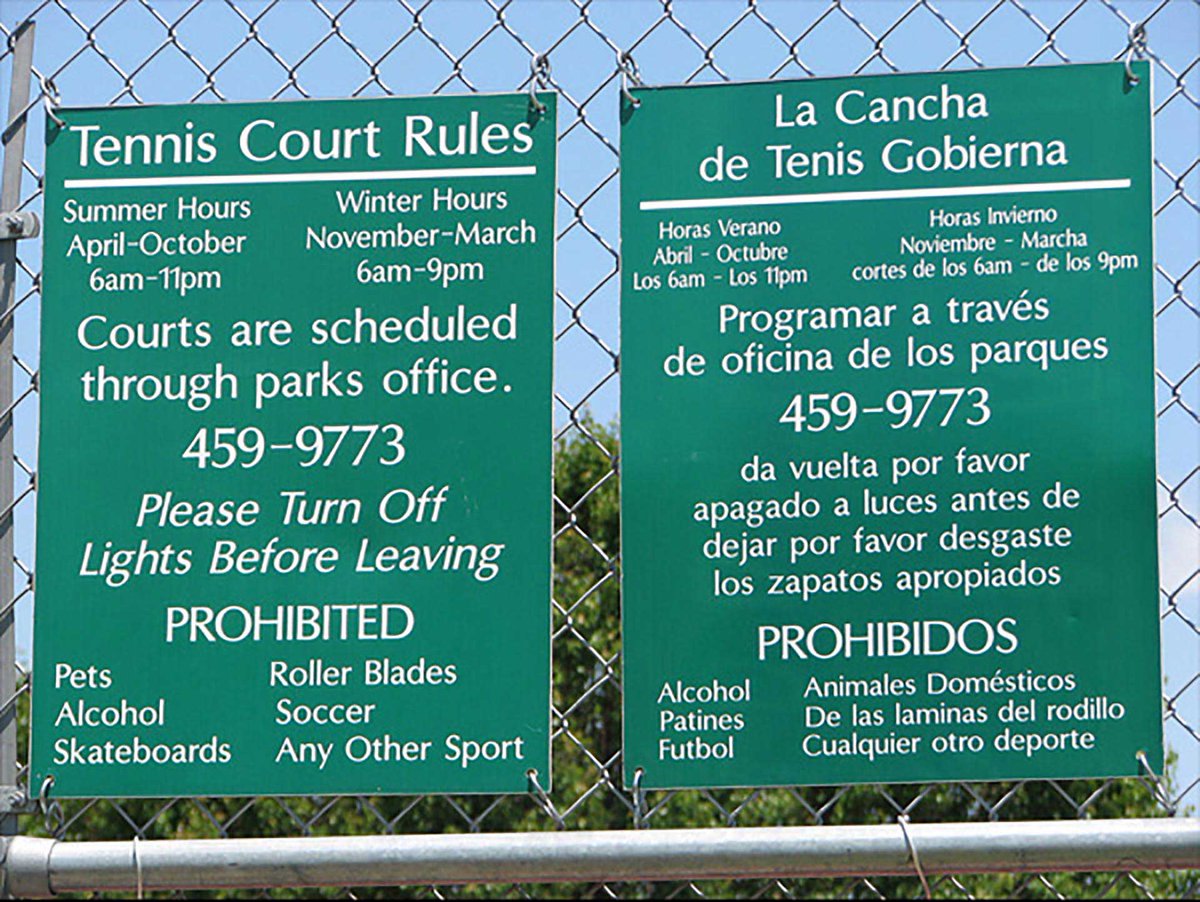 Tennis Court Rules
Summer Hours
April-October
6am-11pm
Winter Hours
November-March
6am-9pm
Courts are scheduled
through parks office.
459-9773
Please Turn Off
Lights Before Leaving
PROHIBITED
Pets
Alcohol
Skateboards
Roller Blades
Soccer
Any Other Sport
La Cancha
de Tenis Gobierna
Horas Verano
Abril - Octubre
Los 6am - Los 11pm
Horas Invierno
Noviembre - Marcha
cortes de los 6am - de los 9pm
Programar a través
de oficina de los parques
459-9773
da vuelta por favor
apagado a luces antes de
dejar por favor desgaste
los zapatos apropiados
PROHIBIDOS
Alcohol
Patines
Futbol
Animales Domésticos
De las laminas del rodillo
Cualquier otro deporte